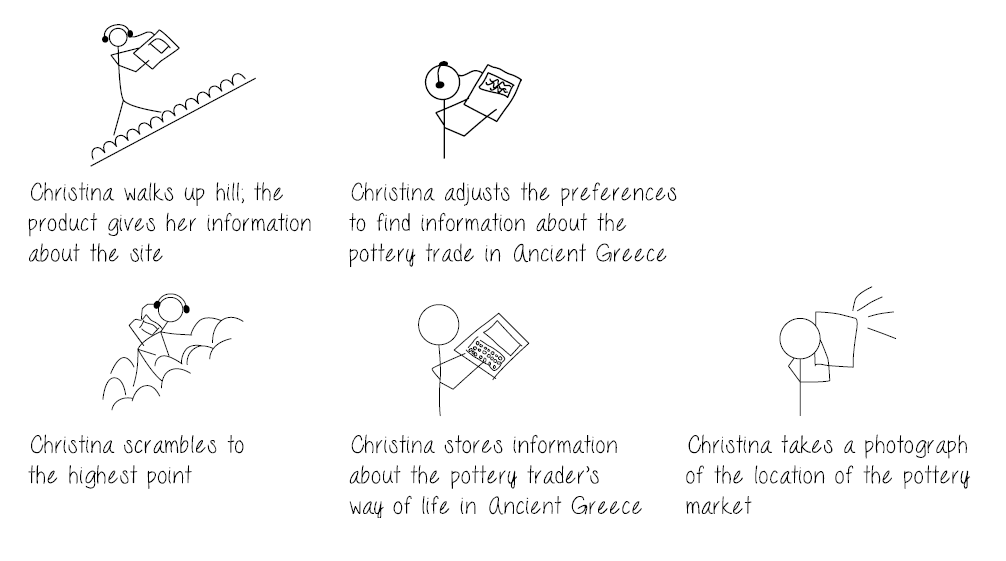 Christina walks up hill; the
product gives her information
about the site
Christina adjusts the preferences
to find information about the
pottery trade in Ancient Greece
Christina scrambles to
the highest point
Christina stores information
about the pottery trader's
way of life in Ancient Greece
Christina takes a photograph
of the location of the pottery
market